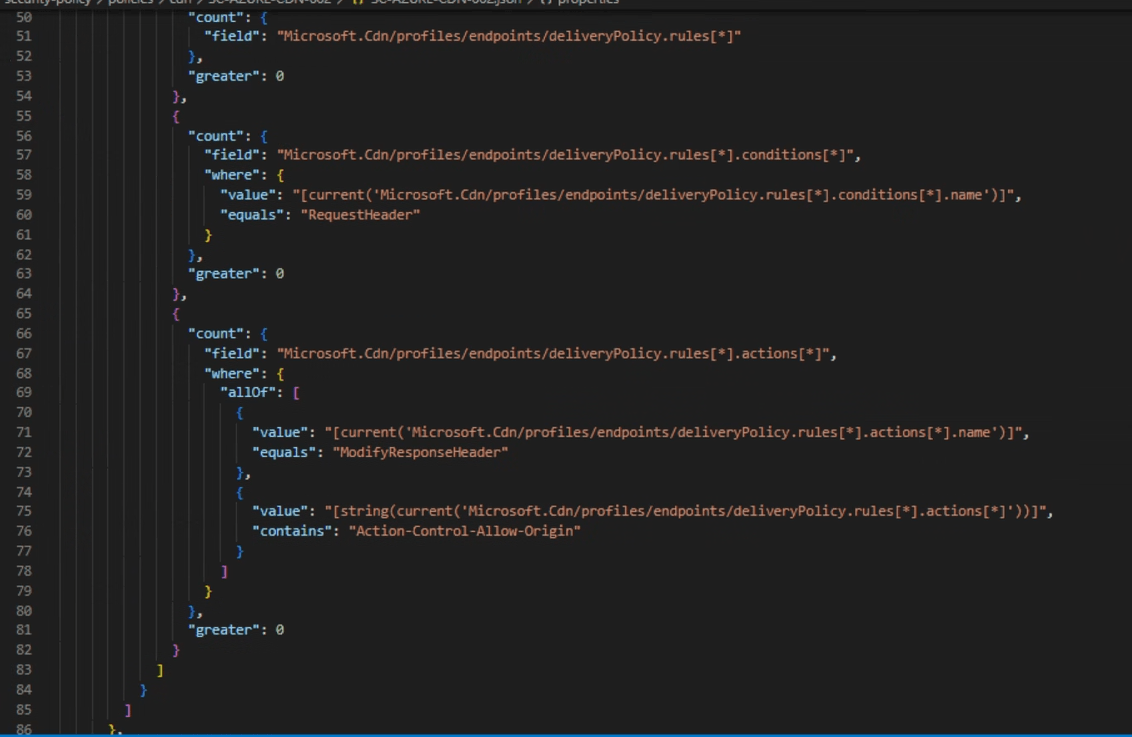 security-policy > policies > cdn > SC-AZURE-CDN-002 > {} SC-AZURE-CDN-002.json > {} properties
50 "count": {
51 "field": "Microsoft.Cdn/profiles/endpoints/deliveryPolicy.rules[*]"
52 },
53 "greater": 0
54 },
55 {
56 "count": {
57 "field": "Microsoft.Cdn/profiles/endpoints/deliveryPolicy.rules[*].conditions[*]",
58 "where": {
59 "value": "[current('Microsoft.Cdn/profiles/endpoints/deliveryPolicy.rules[*].conditions[*].name')]",
60 "equals": "RequestHeader"
61 }
62 },
63 "greater": 0
64 },
65 {
66 "count": {
67 "field": "Microsoft.Cdn/profiles/endpoints/deliveryPolicy.rules[*].actions[*]",
68 "where": {
69 "allOf": [
70 {
71 "value": "[current('Microsoft.Cdn/profiles/endpoints/deliveryPolicy.rules[*].actions[*].name')]",
72 "equals": "ModifyResponseHeader"
73 },
74 {
75 "value": "[string(current('Microsoft.Cdn/profiles/endpoints/deliveryPolicy.rules[*].actions[*]'))]",
76 "contains": "Action-Control-Allow-Origin"
77 }
78 ]
79 }
80 },
81 "greater": 0
82 }
83 ]
84 }
85 ]
86 },